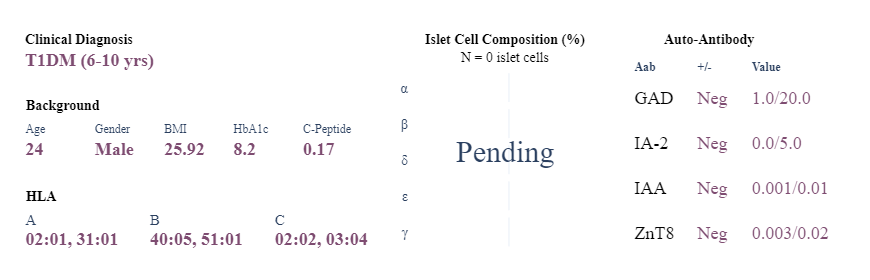 Clinical Diagnosis
T1DM (6-10 yrs)
Background
Age Gender BMI HbA1c C-Peptide
24 Male 25.92 8.2 0.17
HLA
A B C
02:01, 31:01 40:05, 51:01 02:02, 03:04
Islet Cell Composition (%)
N = 0 islet cells
α
β
δ
ε
γ
Pending
Auto-Antibody
Aab +/- Value
GAD Neg 1.0/20.0
IA-2 Neg 0.0/5.0
IAA Neg 0.001/0.01
ZnT8 Neg 0.003/0.02